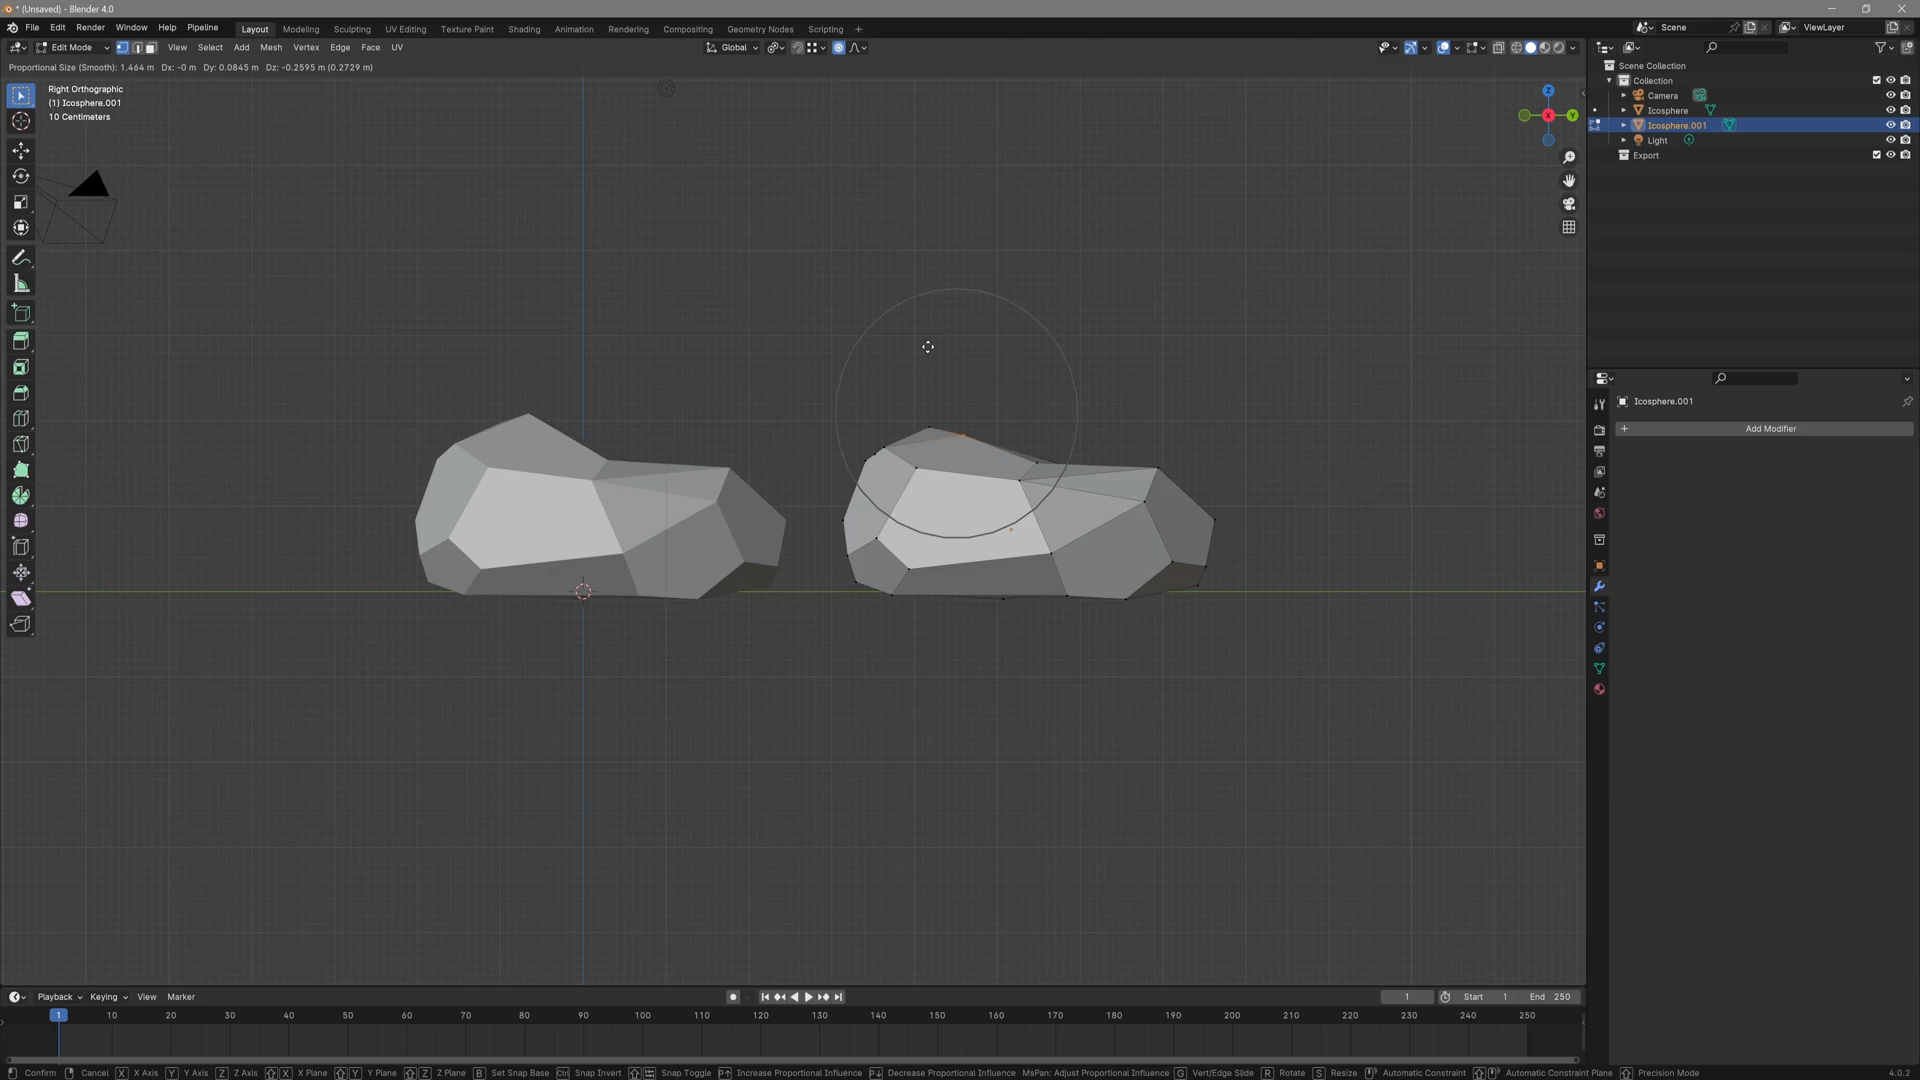 * (Unsaved) - Blender 4.0
File Edit Render Window Help Pipeline
Layout Modeling Sculpting UV Editing Texture Paint Shading Animation Rendering Compositing Geometry Nodes Scripting +
Scene ViewLayer
Edit Mode View Select Add Mesh Vertex Edge Face UV
Global
Proportional Size (Smooth): 1.464 m Dx: -0 m Dy: 0.0845 m Dz: -0.2595 m (0.2729 m)
Right Orthographic
(1) Icosphere.001
10 Centimeters
Z
X
Y
Scene Collection
Collection
Camera
Icosphere
Icosphere.001
Light
Export
Icosphere.001
+ Add Modifier
Playback Keying View Marker
1 Start 1 End 250
1 10 20 30 40 50 60 70 80 90 100 110 120 130 140 150 160 170 180 190 200 210 220 230 240 250
Confirm Cancel X X Axis Y Y Axis Z Z Axis X X Plane Y Y Plane Z Z Plane B Set Snap Base Ctrl Snap Invert Snap Toggle Increase Proportional Influence Decrease Proportional Influence MsPan: Adjust Proportional Influence G Vert/Edge Slide R Rotate S Resize Automatic Constraint Automatic Constraint Plane Precision Mode 4.0.2